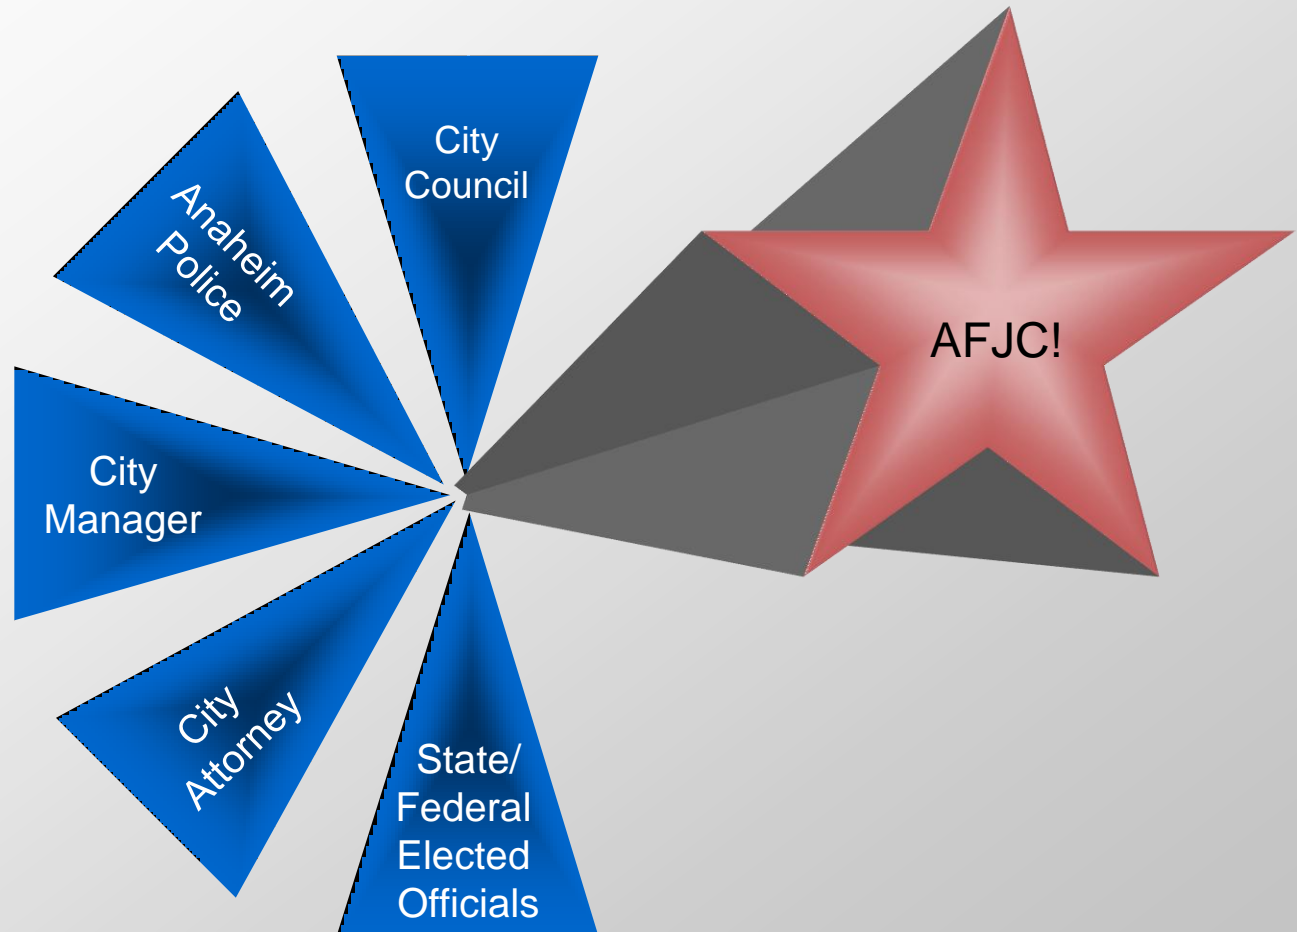 City
Council
Anaheim
Police
AFJC!
City
Manager
City
Attorney
State/
Federal
Elected
Officials